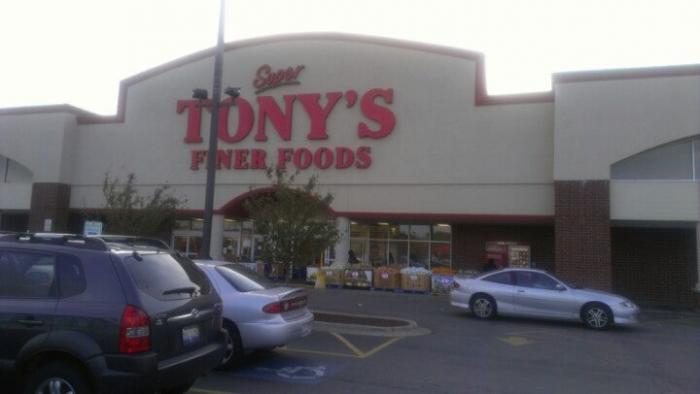 Super
TONY'S
FINER FOODS